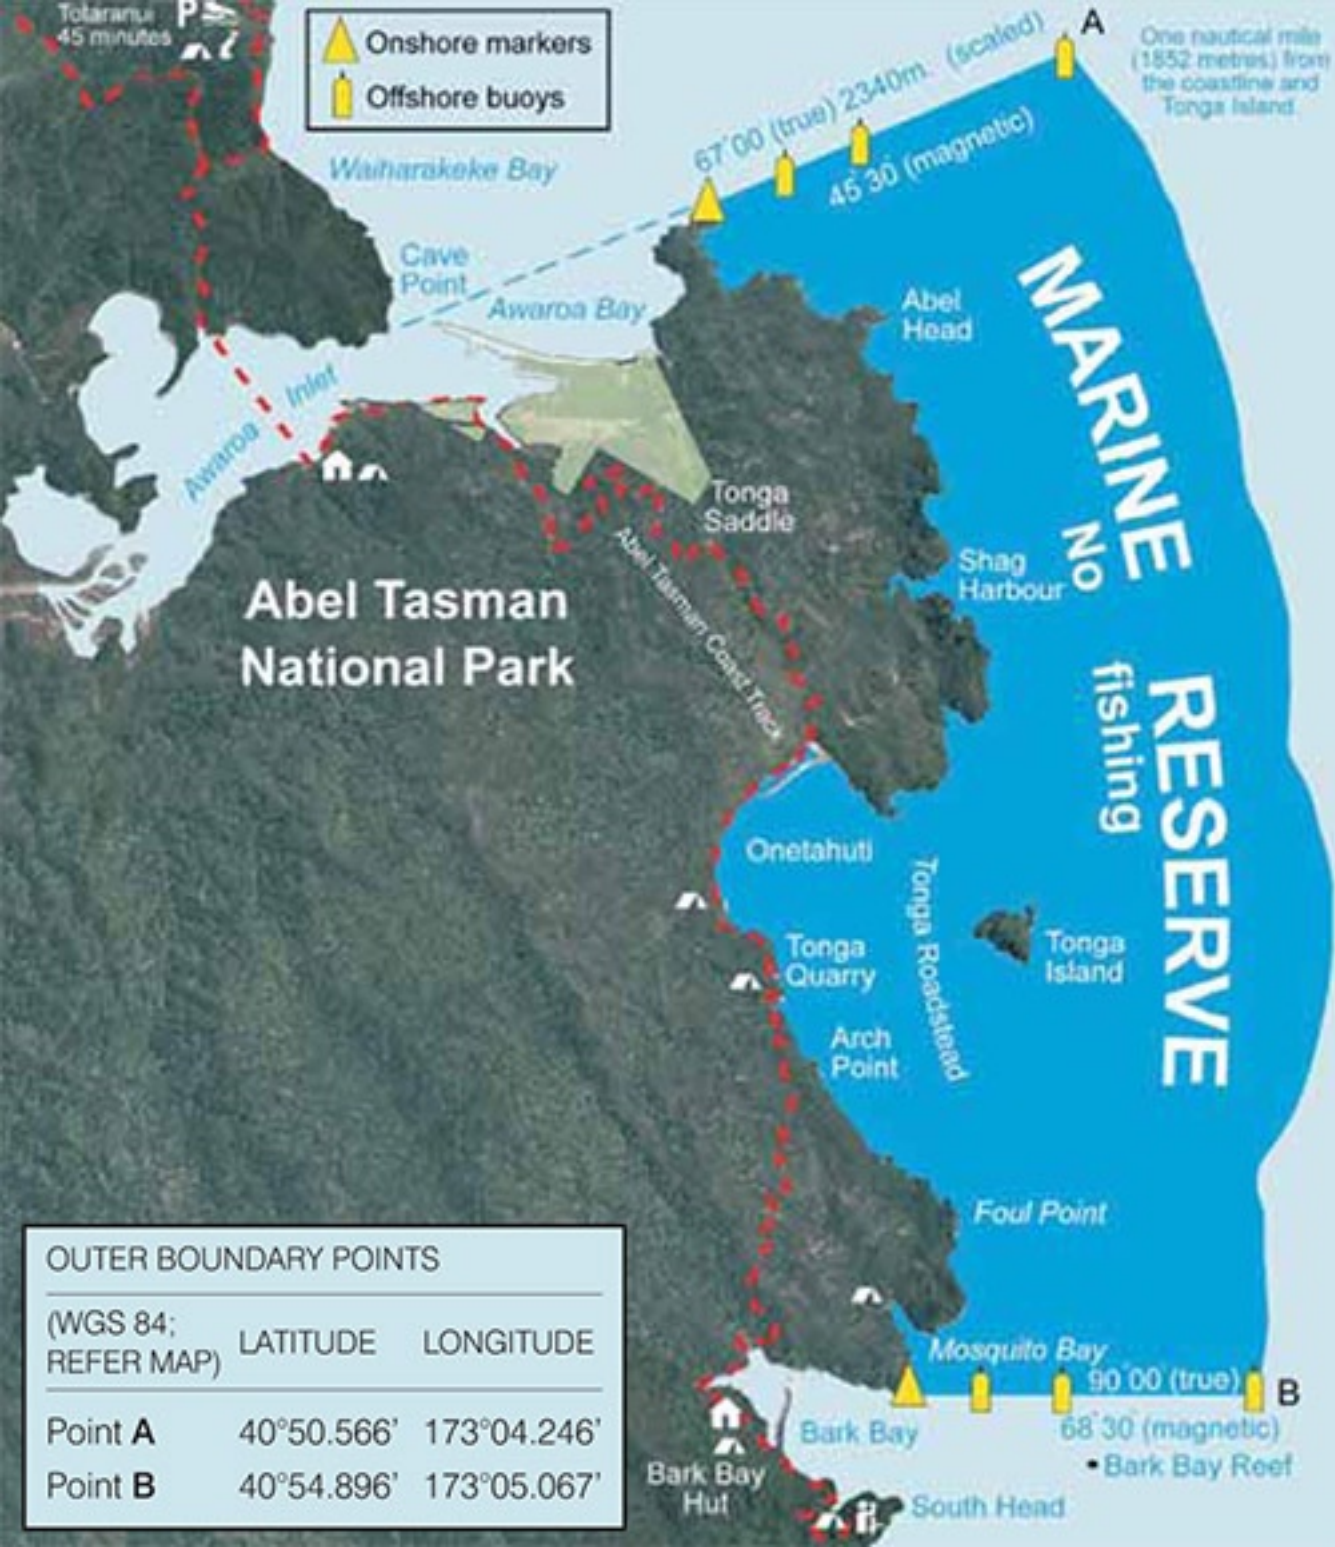 Totaranui
45 minutes
P
Onshore markers
Offshore buoys
A
One nautical mile
(1852 metres) from
the coastline and
Tonga Island
67°00 (true) 2340m (scaled)
45°30 (magnetic)
Waiharakeke Bay
Cave
Point
Awaroa Bay
Abel
Head
Awaroa Inlet
Tonga
Saddle
Abel Tasman Coast Track
Shag
Harbour
MARINE
RESERVE
No
fishing
Abel Tasman
National Park
Onetahuti
Tonga Roadstead
Tonga
Quarry
Tonga
Island
Arch
Point
Foul Point
Mosquito Bay
90°00 (true)
B
68°30 (magnetic)
Bark Bay
Bark Bay Reef
Bark Bay
Hut
South Head
OUTER BOUNDARY POINTS
(WGS 84;
REFER MAP) LATITUDE LONGITUDE
Point A 40°50.566’ 173°04.246’
Point B 40°54.896’ 173°05.067’